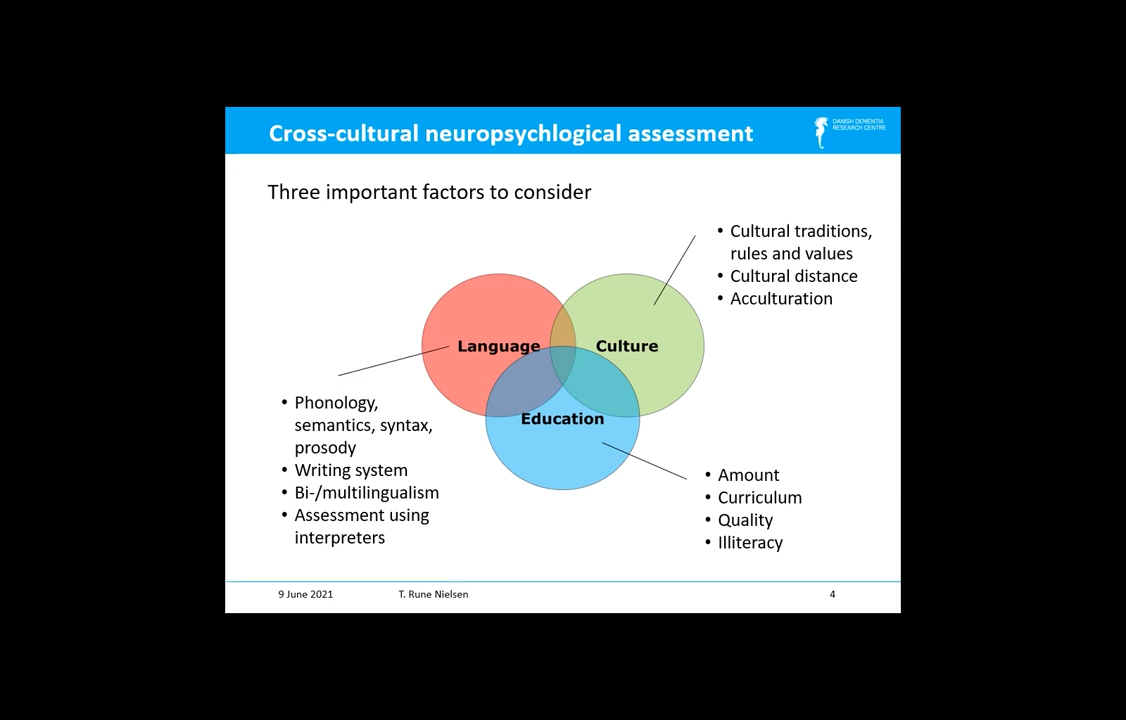 Cross-cultural neuropsychlogical assessment
DANISH DEMENTIA
RESEARCH CENTRE
Three important factors to consider
• Cultural traditions,
rules and values
• Cultural distance
• Acculturation
Language
Culture
Education
• Phonology,
semantics, syntax,
prosody
• Writing system
• Bi-/multilingualism
• Assessment using
interpreters
• Amount
• Curriculum
• Quality
• Illiteracy
9 June 2021
T. Rune Nielsen
4